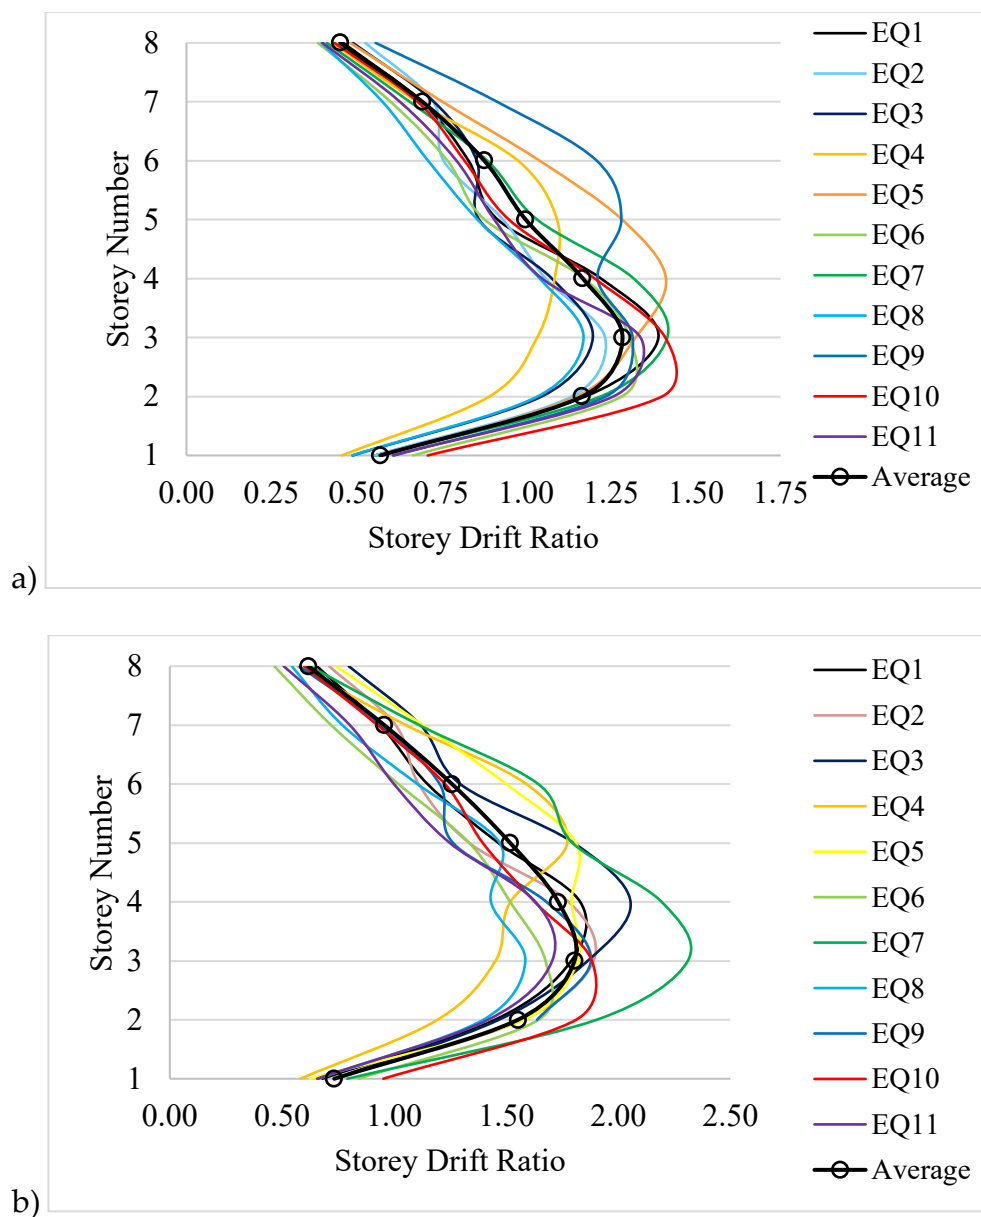 8
7
6
5
4
3
2
1
Storey Number
0.00 0.25 0.50 0.75 1.00 1.25 1.50 1.75
Storey Drift Ratio
EQ1
EQ2
EQ3
EQ4
EQ5
EQ6
EQ7
EQ8
EQ9
EQ10
EQ11
Average
a)
8
7
6
5
4
3
2
1
Storey Number
0.00 0.50 1.00 1.50 2.00 2.50
Storey Drift Ratio
EQ1
EQ2
EQ3
EQ4
EQ5
EQ6
EQ7
EQ8
EQ9
EQ10
EQ11
Average
b)